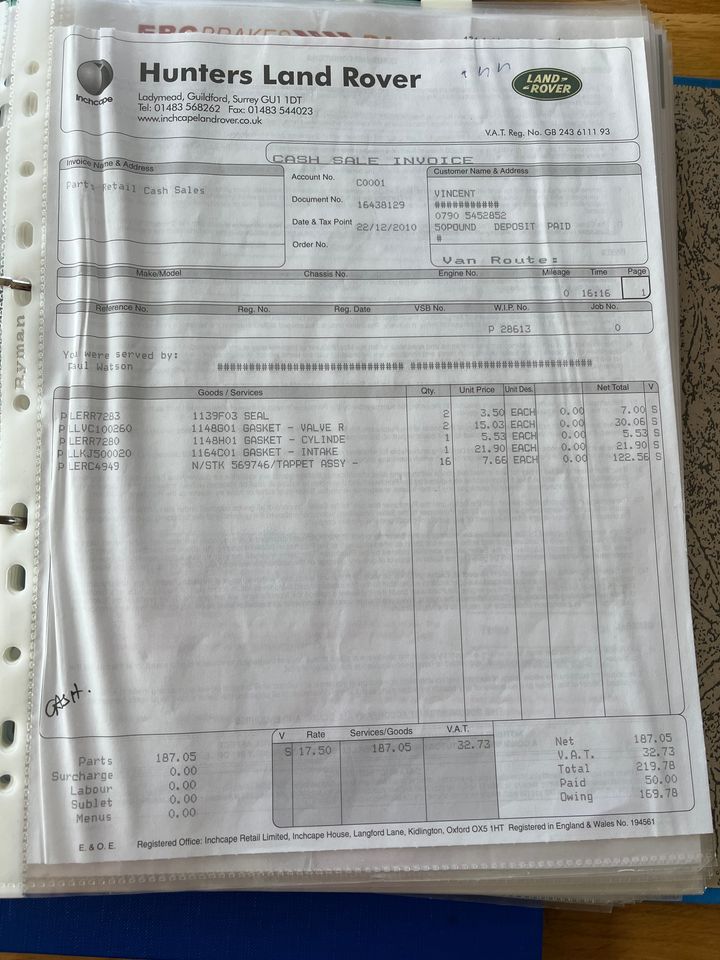 EBC BRAKES
Inchcape
Hunters Land Rover
LAND ROVER
Ladymead, Guildford, Surrey GU1 1DT
Tel: 01483 568262 Fax: 01483 544023
www.inchcapelandrover.co.uk
V.A.T. Reg. No. GB 243 6111 93
CASH SALE INVOICE
Invoice Name & Address
Parts Retail Cash Sales
Account No. C0001
Document No. 16438129
Date & Tax Point 22/12/2010
Order No.
Customer Name & Address
VINCENT
###########
0790 5452852
50POUND DEPOSIT PAID
#
Van Route:
Make/Model Chassis No. Engine No. Mileage Time Page
0 16:16 1
Reference No. Reg. No. Reg. Date VSB No. W.I.P. No. Job No.
P 28613 0
You were served by:
Paul Watson
Goods / Services Qty. Unit Price Unit Des. Net Total V
P LERR7283 1139F03 SEAL 2 3.50 EACH 0.00 7.00 S
P LLVC100260 1148G01 GASKET - VALVE R 2 15.03 EACH 0.00 30.06 S
P LERR7280 1148H01 GASKET - CYLINDE 1 5.53 EACH 0.00 5.53 S
P LLKJ500020 1164C01 GASKET - INTAKE 1 21.90 EACH 0.00 21.90 S
P LERC4949 N/STK 569746/TAPPET ASSY - 16 7.66 EACH 0.00 122.56 S
CASH.
Parts 187.05
Surcharge 0.00
Labour 0.00
Sublet 0.00
Menus 0.00
V Rate Services/Goods V.A.T.
S 17.50 187.05 32.73
Net 187.05
V.A.T. 32.73
Total 219.78
Paid 50.00
Owing 169.78
E. & O. E.
Registered Office: Inchcape Retail Limited, Inchcape House, Langford Lane, Kidlington, Oxford OX5 1HT Registered in England & Wales No. 194561
Ryman